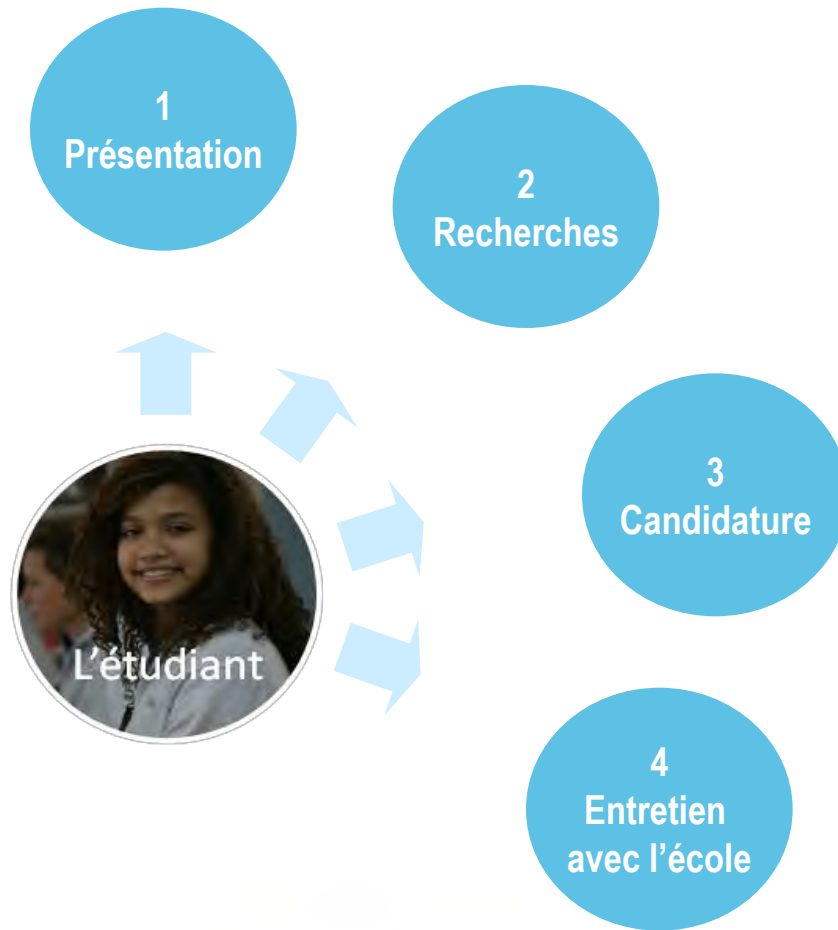 1
Présentation
2
Recherches
3
Candidature
L’étudiant
4
Entretien
avec l’école